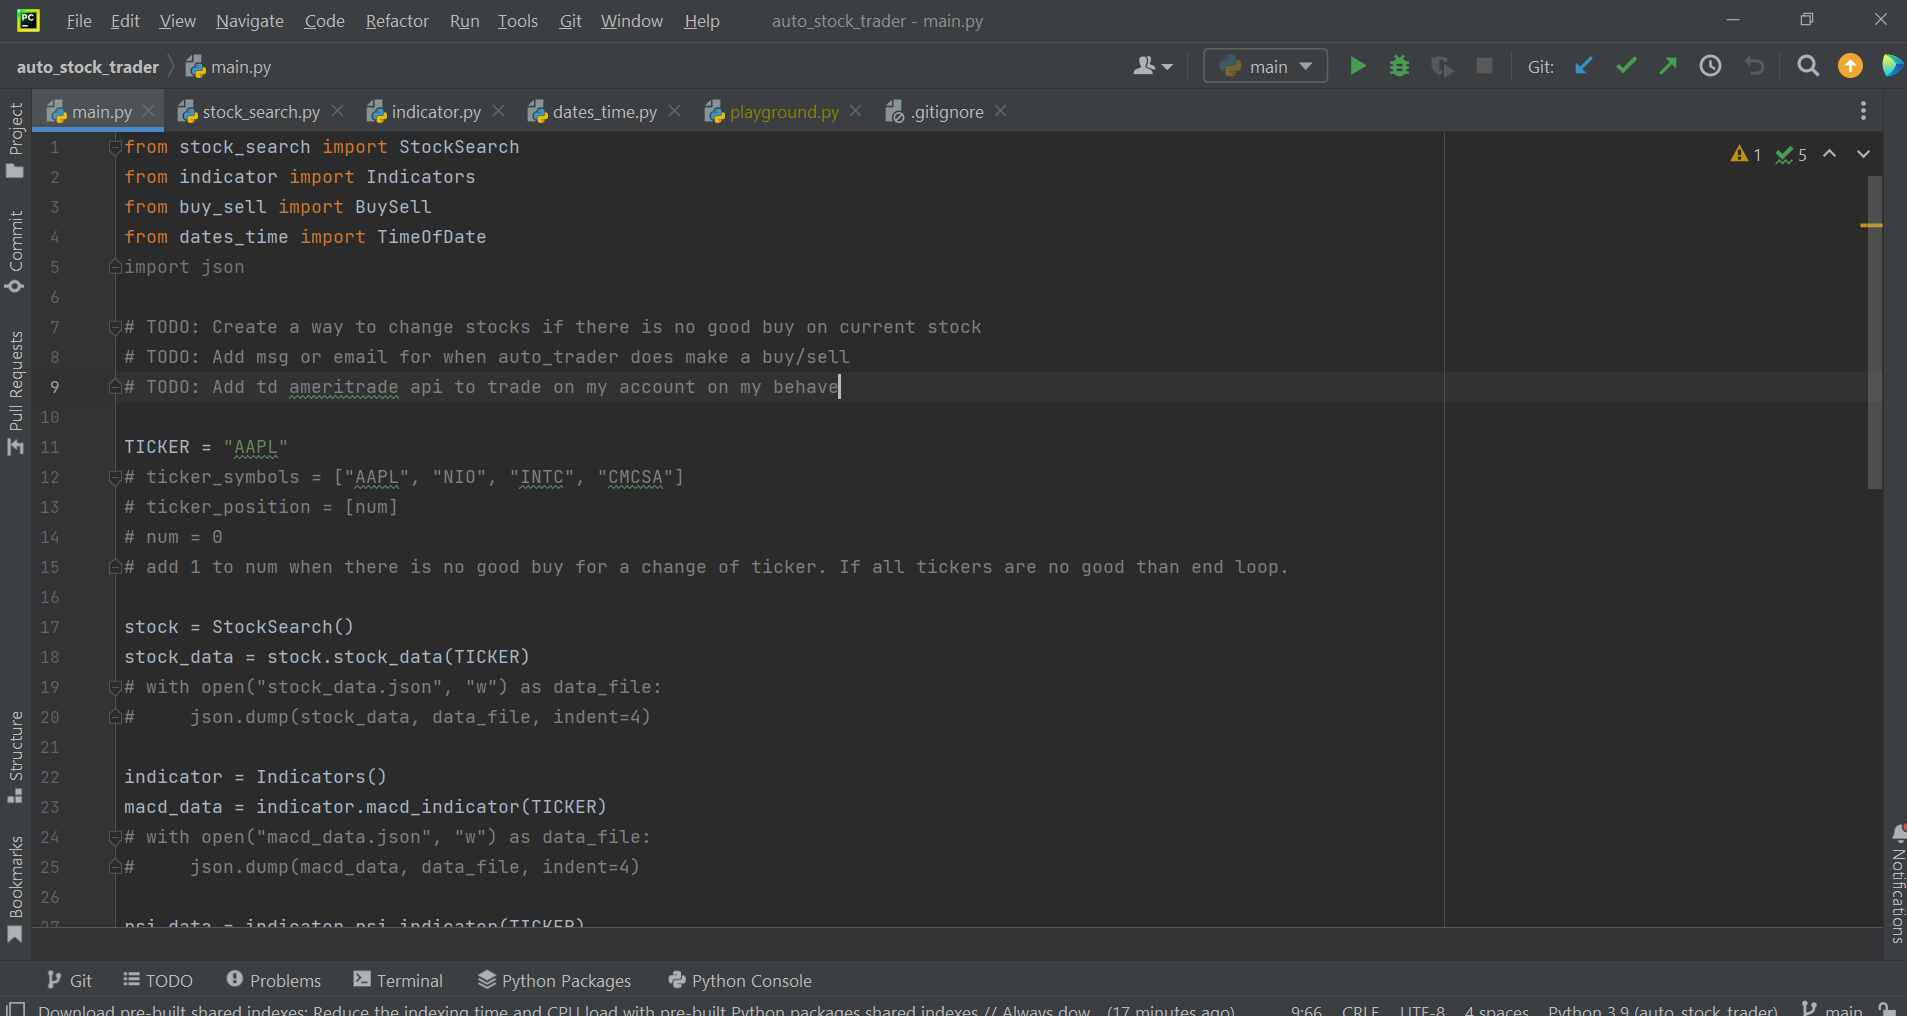 PC File Edit View Navigate Code Refactor Run Tools Git Window Help auto_stock_trader - main.py
auto_stock_trader main.py main Git:
main.py stock_search.py indicator.py dates_time.py playground.py .gitignore
Project
Commit
Pull Requests
Structure
Bookmarks
1 from stock_search import StockSearch
2 from indicator import Indicators
3 from buy_sell import BuySell
4 from dates_time import TimeOfDate
5 import json
6
7 # TODO: Create a way to change stocks if there is no good buy on current stock
8 # TODO: Add msg or email for when auto_trader does make a buy/sell
9 # TODO: Add td ameritrade api to trade on my account on my behave
10
11 TICKER = "AAPL"
12 # ticker_symbols = ["AAPL", "NIO", "INTC", "CMCSA"]
13 # ticker_position = [num]
14 # num = 0
15 # add 1 to num when there is no good buy for a change of ticker. If all tickers are no good than end loop.
16
17 stock = StockSearch()
18 stock_data = stock.stock_data(TICKER)
19 # with open("stock_data.json", "w") as data_file:
20 #     json.dump(stock_data, data_file, indent=4)
21
22 indicator = Indicators()
23 macd_data = indicator.macd_indicator(TICKER)
24 # with open("macd_data.json", "w") as data_file:
25 #     json.dump(macd_data, data_file, indent=4)
26
27 rsi_data = indicator.rsi_indicator(TICKER)
1 5
Notifications
Git TODO Problems Terminal Python Packages Python Console
Download pre-built shared indexes: Reduce the indexing time and CPU load with pre-built Python packages shared indexes // Always dow... (17 minutes ago) 9:66 CRLF UTF-8 4 spaces Python 3.9 (auto_stock_trader) main